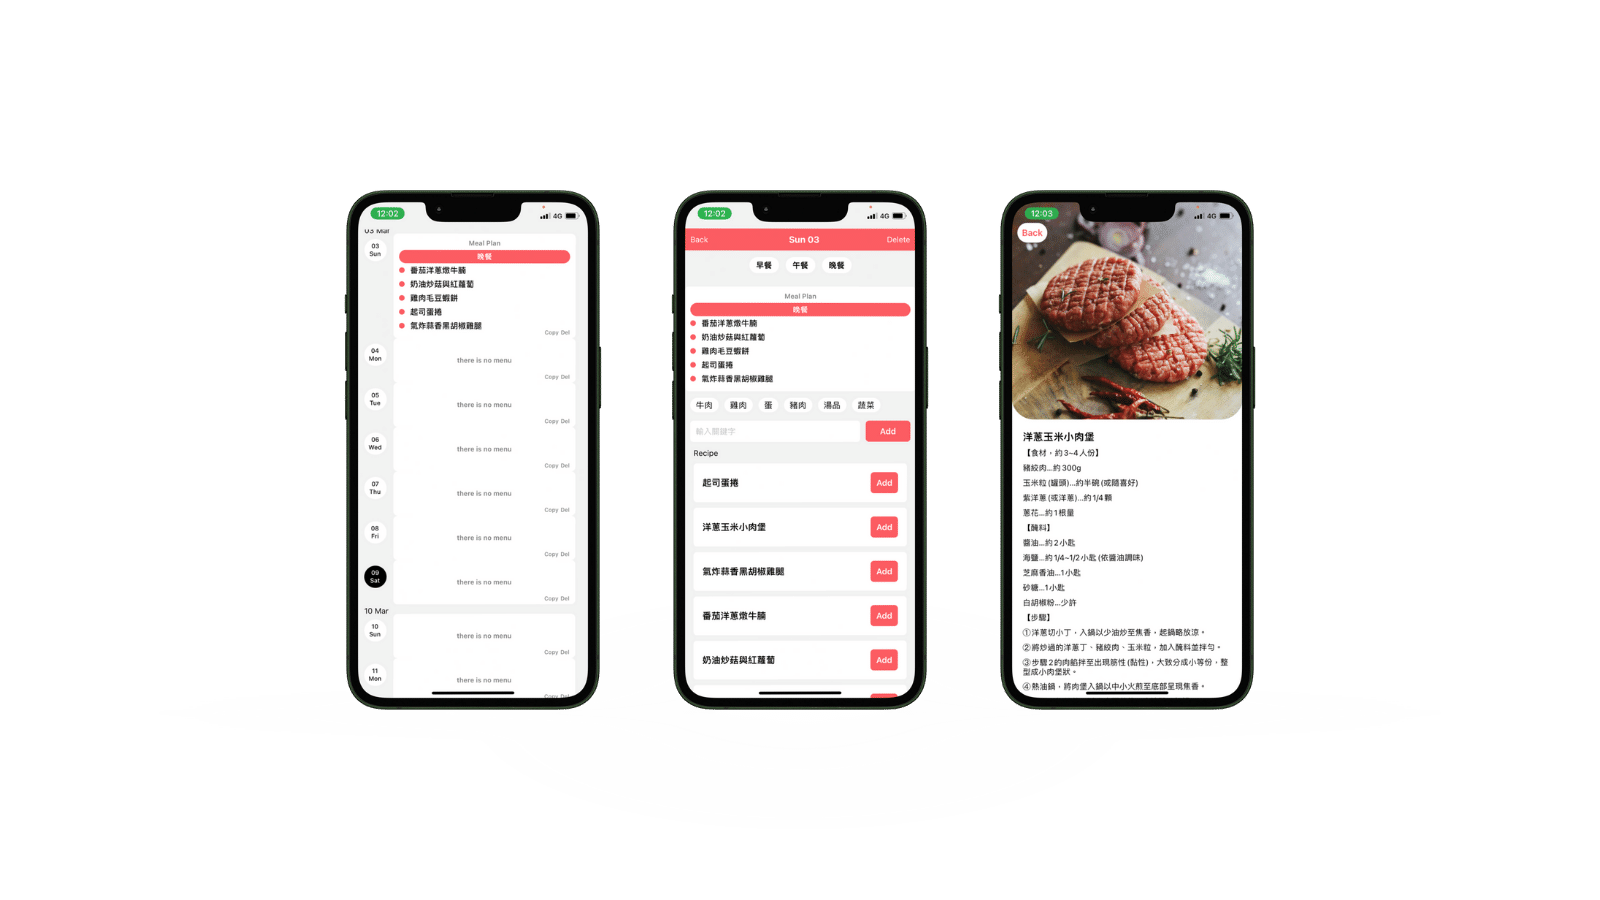 12:02
4G
03 Mar
03
Sun
Meal Plan
晚餐
番茄洋蔥燉牛腩
奶油炒菇與紅蘿蔔
雞肉毛豆蝦餅
起司蛋捲
氣炸蒜香黑胡椒雞腿
Copy Del
04
Mon
there is no menu
Copy Del
05
Tue
there is no menu
Copy Del
06
Wed
there is no menu
Copy Del
07
Thu
there is no menu
Copy Del
08
Fri
there is no menu
Copy Del
09
Sat
there is no menu
Copy Del
10 Mar
10
Sun
there is no menu
Copy Del
11
Mon
there is no menu
Copy Del
12:02
4G
Back
Sun 03
Delete
早餐
午餐
晚餐
Meal Plan
晚餐
番茄洋蔥燉牛腩
奶油炒菇與紅蘿蔔
雞肉毛豆蝦餅
起司蛋捲
氣炸蒜香黑胡椒雞腿
牛肉
雞肉
蛋
豬肉
湯品
蔬菜
輸入關鍵字
Add
Recipe
起司蛋捲
Add
洋蔥玉米小肉堡
Add
氣炸蒜香黑胡椒雞腿
Add
番茄洋蔥燉牛腩
Add
奶油炒菇與紅蘿蔔
Add
12:03
4G
Back
洋蔥玉米小肉堡
【食材，約3~4人份】
豬絞肉...約300g
玉米粒 (罐頭)...約半碗 (或隨喜好)
紫洋蔥 (或洋蔥)...約1/4顆
蔥花...約1根量
【醃料】
醬油...約2小匙
海鹽...約1/4~1/2小匙 (依醬油調味)
芝麻香油...1小匙
砂糖...1小匙
白胡椒粉...少許
【步驟】
①洋蔥切小丁，入鍋以少油炒至焦香，起鍋略放涼。
②將炒過的洋蔥丁、豬絞肉、玉米粒，加入醃料並拌勻。
③步驟2的肉餡拌至出現筋性(黏性)，大致分成小等份，整
型成小肉堡狀。
④熱油鍋，將肉堡入鍋以中小火煎至底部呈現焦香。